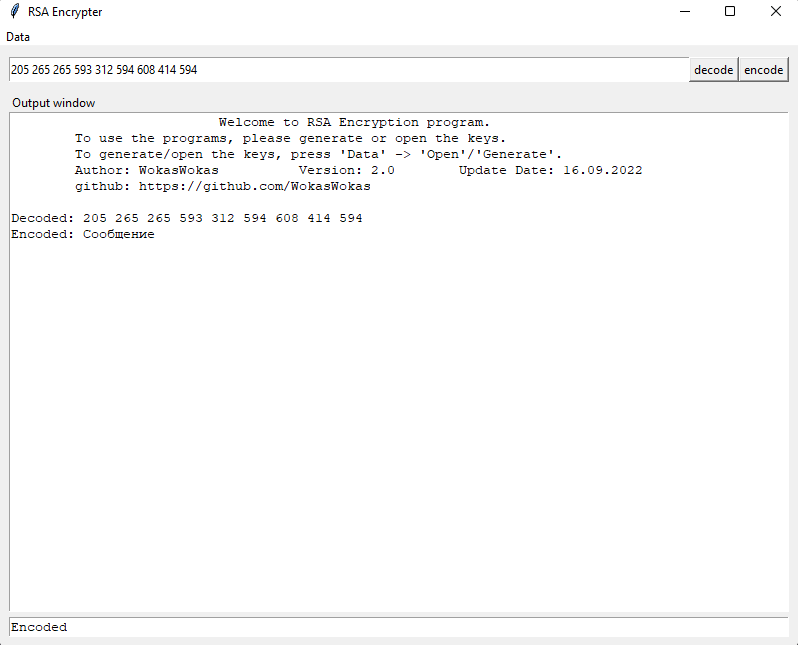 RSA Encrypter
Data
205 265 265 593 312 594 608 414 594
decode encode
Output window
Welcome to RSA Encryption program.
To use the programs, please generate or open the keys.
To generate/open the keys, press 'Data' -> 'Open'/'Generate'.
Author: WokasWokas Version: 2.0 Update Date: 16.09.2022
github: https://github.com/WokasWokas
Decoded: 205 265 265 593 312 594 608 414 594
Encoded: Сообщение
Encoded